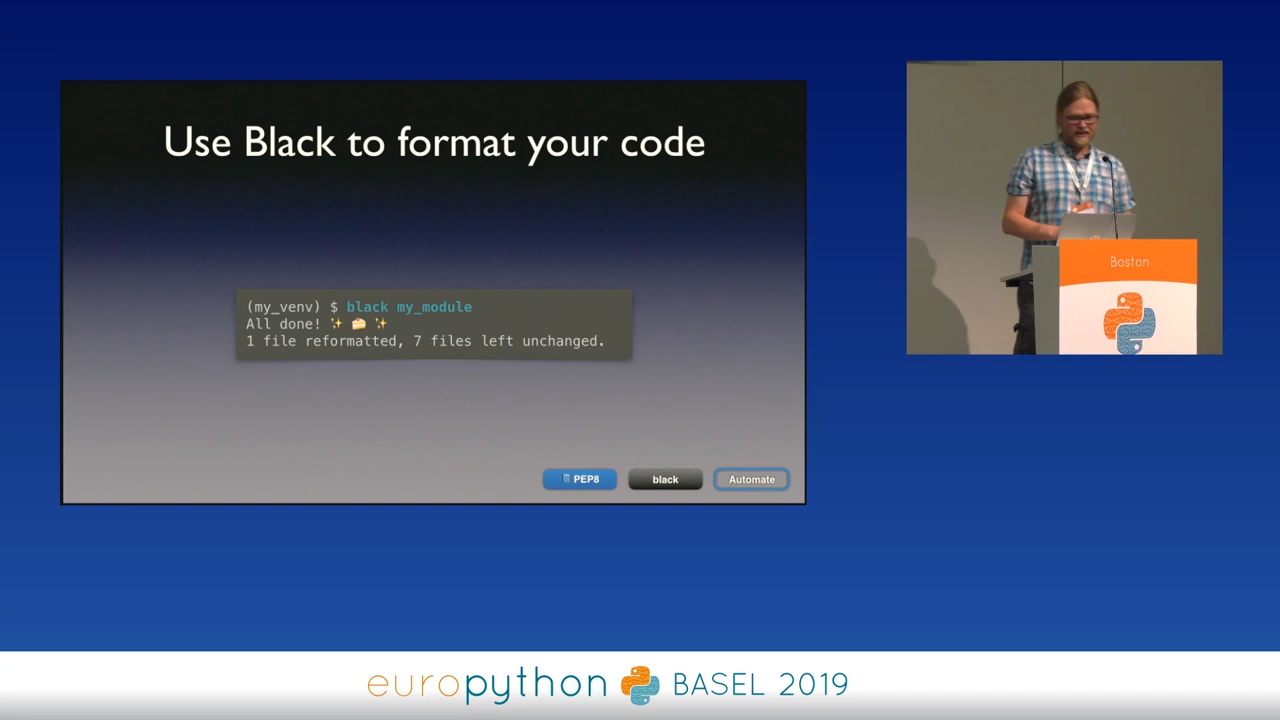 Use Black to format your code
(my_venv) $ black my_module
All done! ✨ 🍰 ✨
1 file reformatted, 7 files left unchanged.
PEP8
black
Automate
Boston
europython BASEL 2019